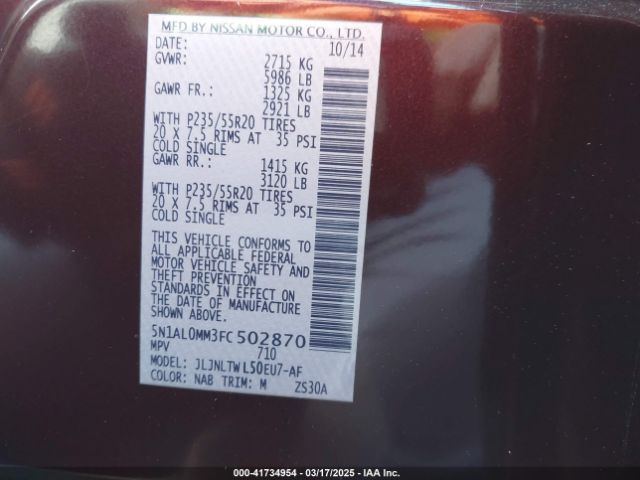 MFD BY NISSAN MOTOR CO., LTD.
DATE: 10/14
GVWR: 2715 KG
5986 LB
GAWR FR.: 1325 KG
2921 LB
WITH P235/55R20 TIRES
20 X 7.5 RIMS AT 35 PSI
COLD SINGLE
GAWR RR.: 1415 KG
3120 LB
WITH P235/55R20 TIRES
20 X 7.5 RIMS AT 35 PSI
COLD SINGLE
THIS VEHICLE CONFORMS TO
ALL APPLICABLE FEDERAL
MOTOR VEHICLE SAFETY AND
THEFT PREVENTION
STANDARDS IN EFFECT ON
THE DATE OF MANUFACTURE
SHOWN ABOVE.
5N1AL0MM3FC502870
MPV 710
MODEL: JLJNLTWL50EU7-AF
COLOR: NAB TRIM: M ZS30A
000-41734954 - 03/17/2025 - IAA Inc.